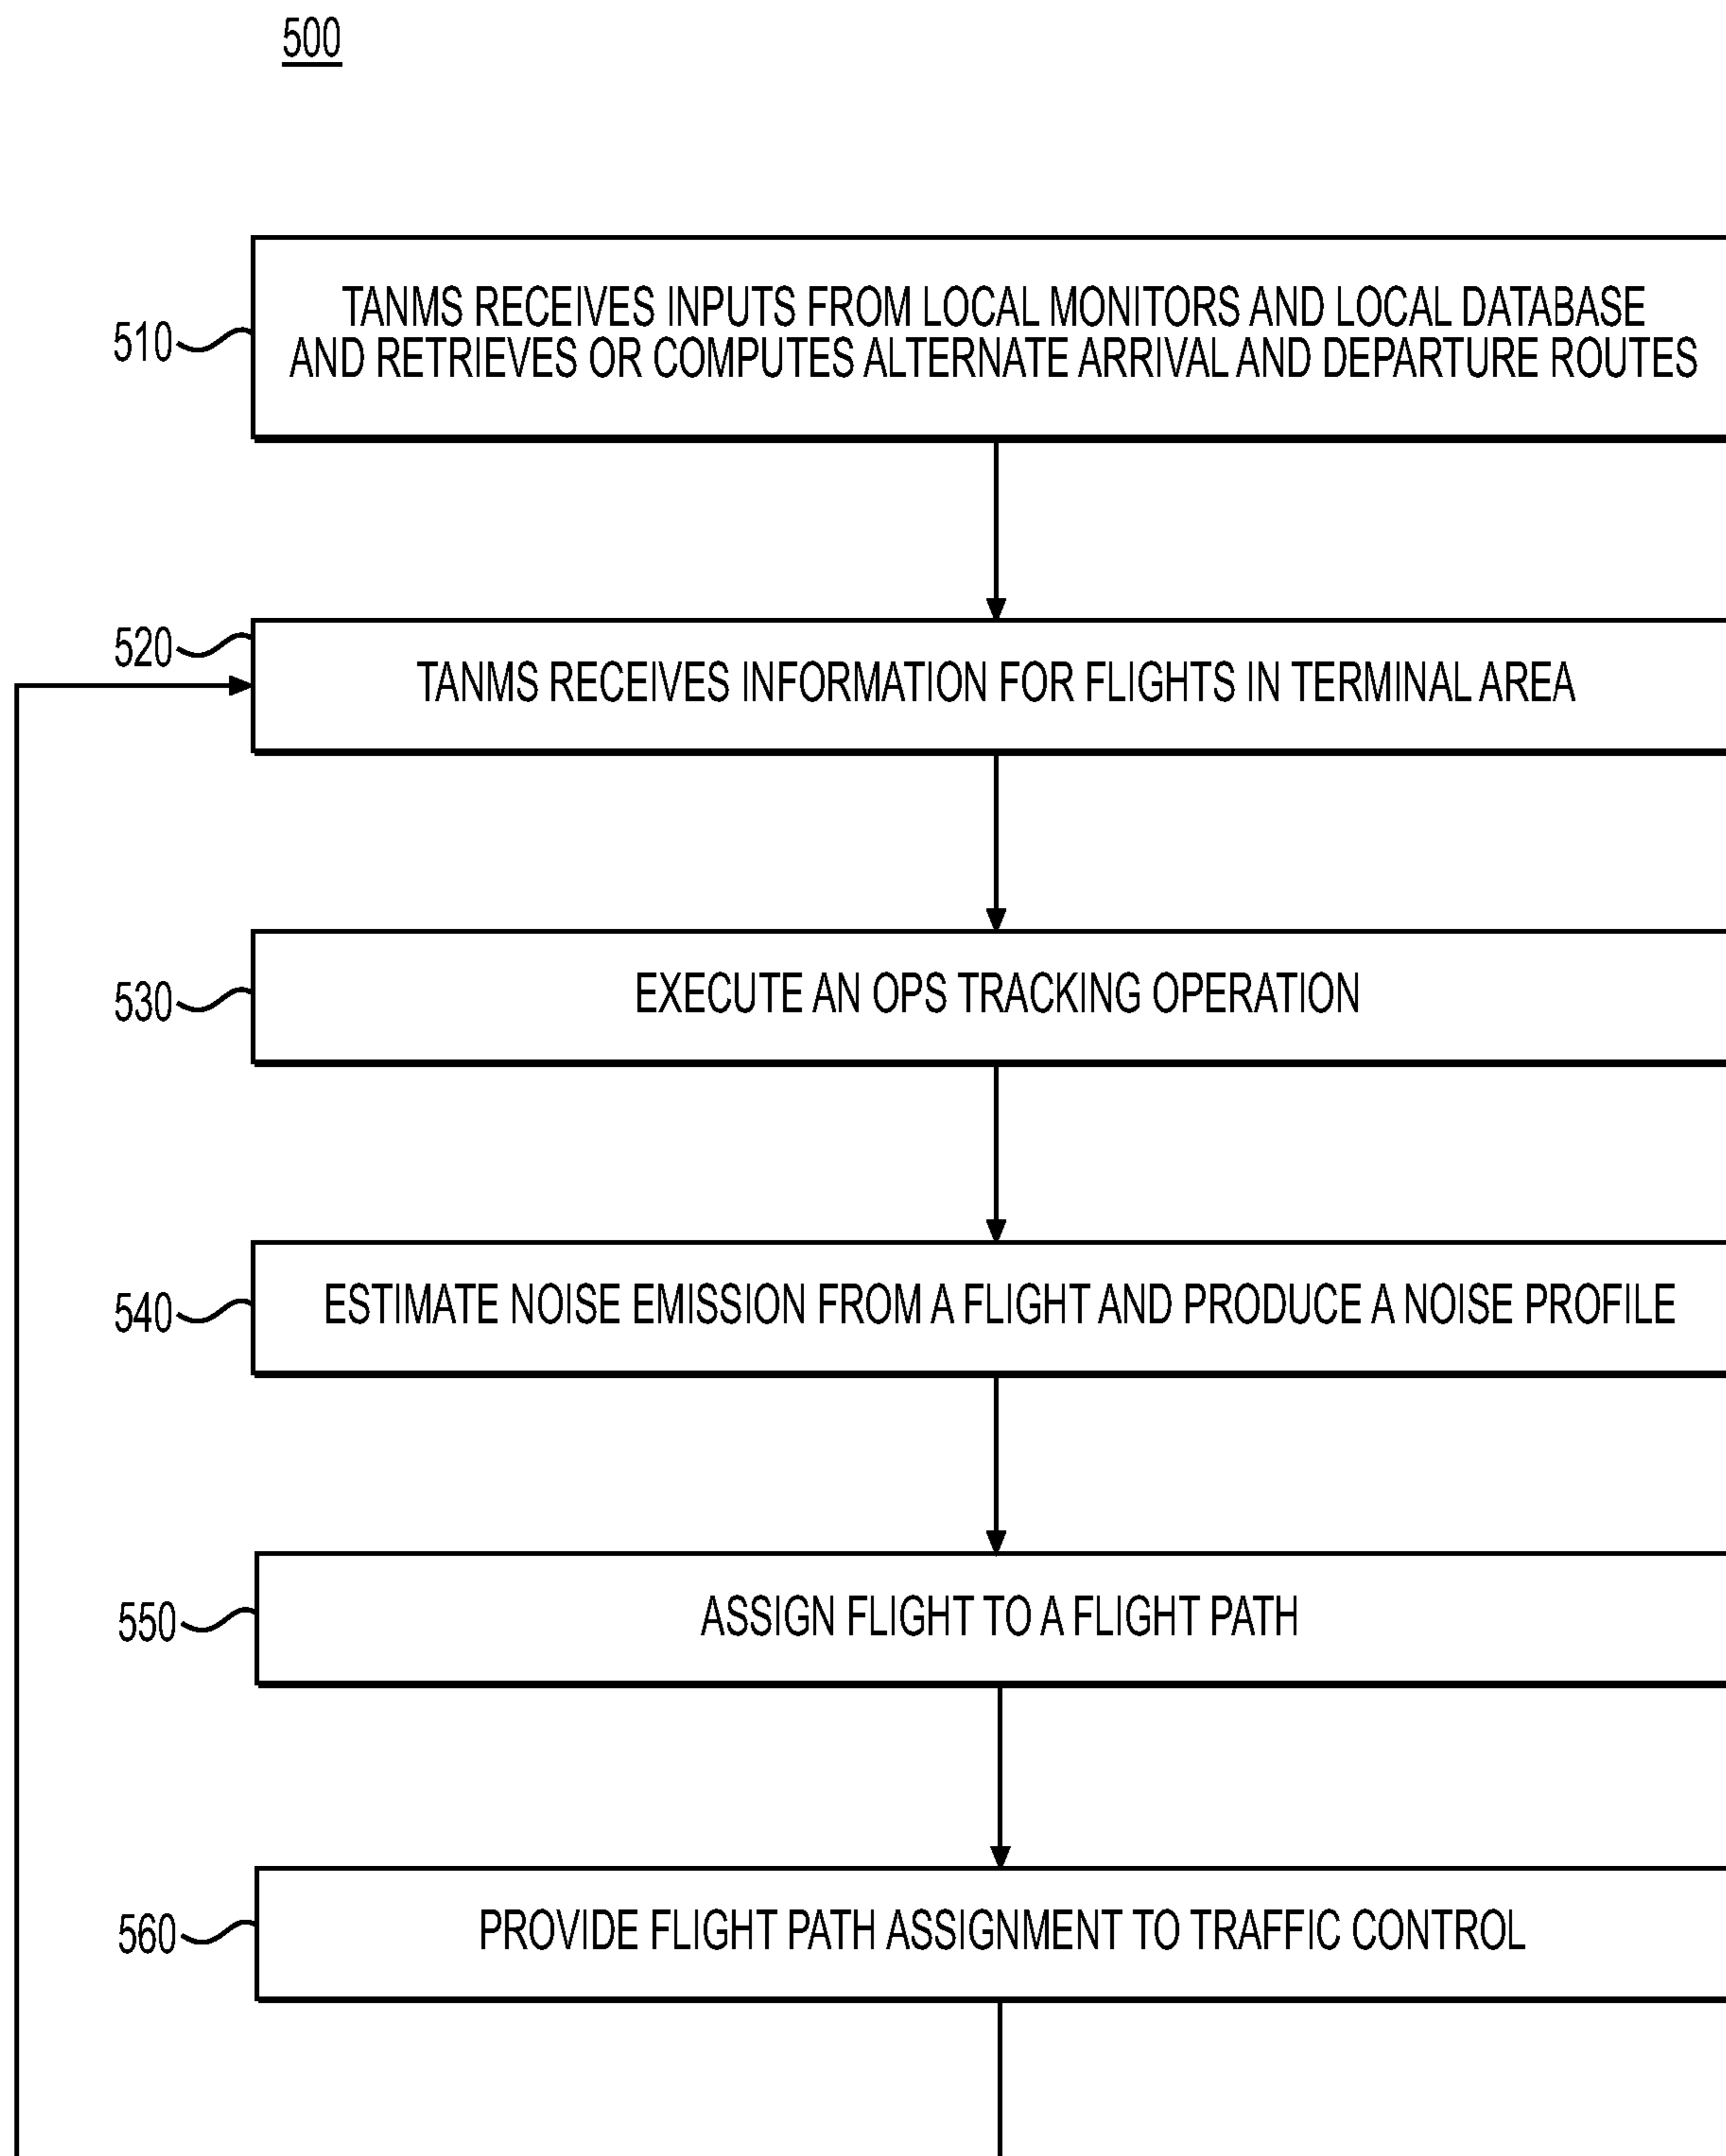 500
510
TANMS RECEIVES INPUTS FROM LOCAL MONITORS AND LOCAL DATABASE
AND RETRIEVES OR COMPUTES ALTERNATE ARRIVAL AND DEPARTURE ROUTES
520
TANMS RECEIVES INFORMATION FOR FLIGHTS IN TERMINAL AREA
530
EXECUTE AN OPS TRACKING OPERATION
540
ESTIMATE NOISE EMISSION FROM A FLIGHT AND PRODUCE A NOISE PROFILE
550
ASSIGN FLIGHT TO A FLIGHT PATH
560
PROVIDE FLIGHT PATH ASSIGNMENT TO TRAFFIC CONTROL